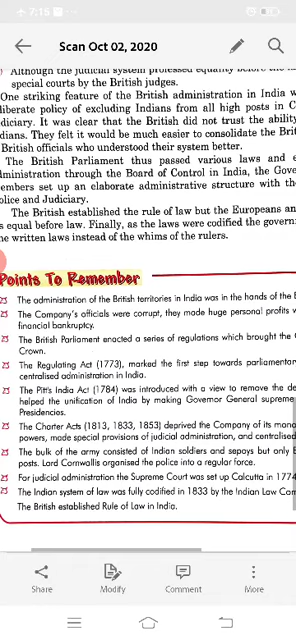 7:15
Scan Oct 02, 2020
Although the judicial system professed equality before the
special courts by the British judges.
One striking feature of the British administration in India w
liberate policy of excluding Indians from all high posts in C
diciary. It was clear that the British did not trust the ability
dians. They felt it would be much easier to consolidate the Brit
British officials who understood their system better.
The British Parliament thus passed various laws and e
dministration through the Board of Control in India, the Gove
embers set up an elaborate administrative structure with the
olice and Judiciary.
The British established the rule of law but the Europeans an
s equal before law. Finally, as the laws were codified the govern
he written laws instead of the whims of the rulers.
Points To Remember
The administration of the British territories in India was in the hands of the E
The Company's officials were corrupt, they made huge personal profits w
financial bankruptcy.
The British Parliament enacted a series of regulations which brought the C
Crown.
The Regulating Act (1773), marked the first step towards parliamentar
centralised administration in India.
The Pitt's India Act (1784) was introduced with a view to remove the de
helped the unification of India by making Governor General supreme
Presidencies.
The Charter Acts (1813, 1833, 1853) deprived the Company of its mono
powers, made special provisions of judicial administration, and centralised
The bulk of the army consisted of Indian soldiers and sepoys but only E
posts. Lord Cornwallis organised the police into a regular force.
For judicial administration the Supreme Court was set up Calcutta in 1774
The Indian system of law was fully codified in 1833 by the Indian Law Com
The British established Rule of Law in India.
Share Modify Comment More